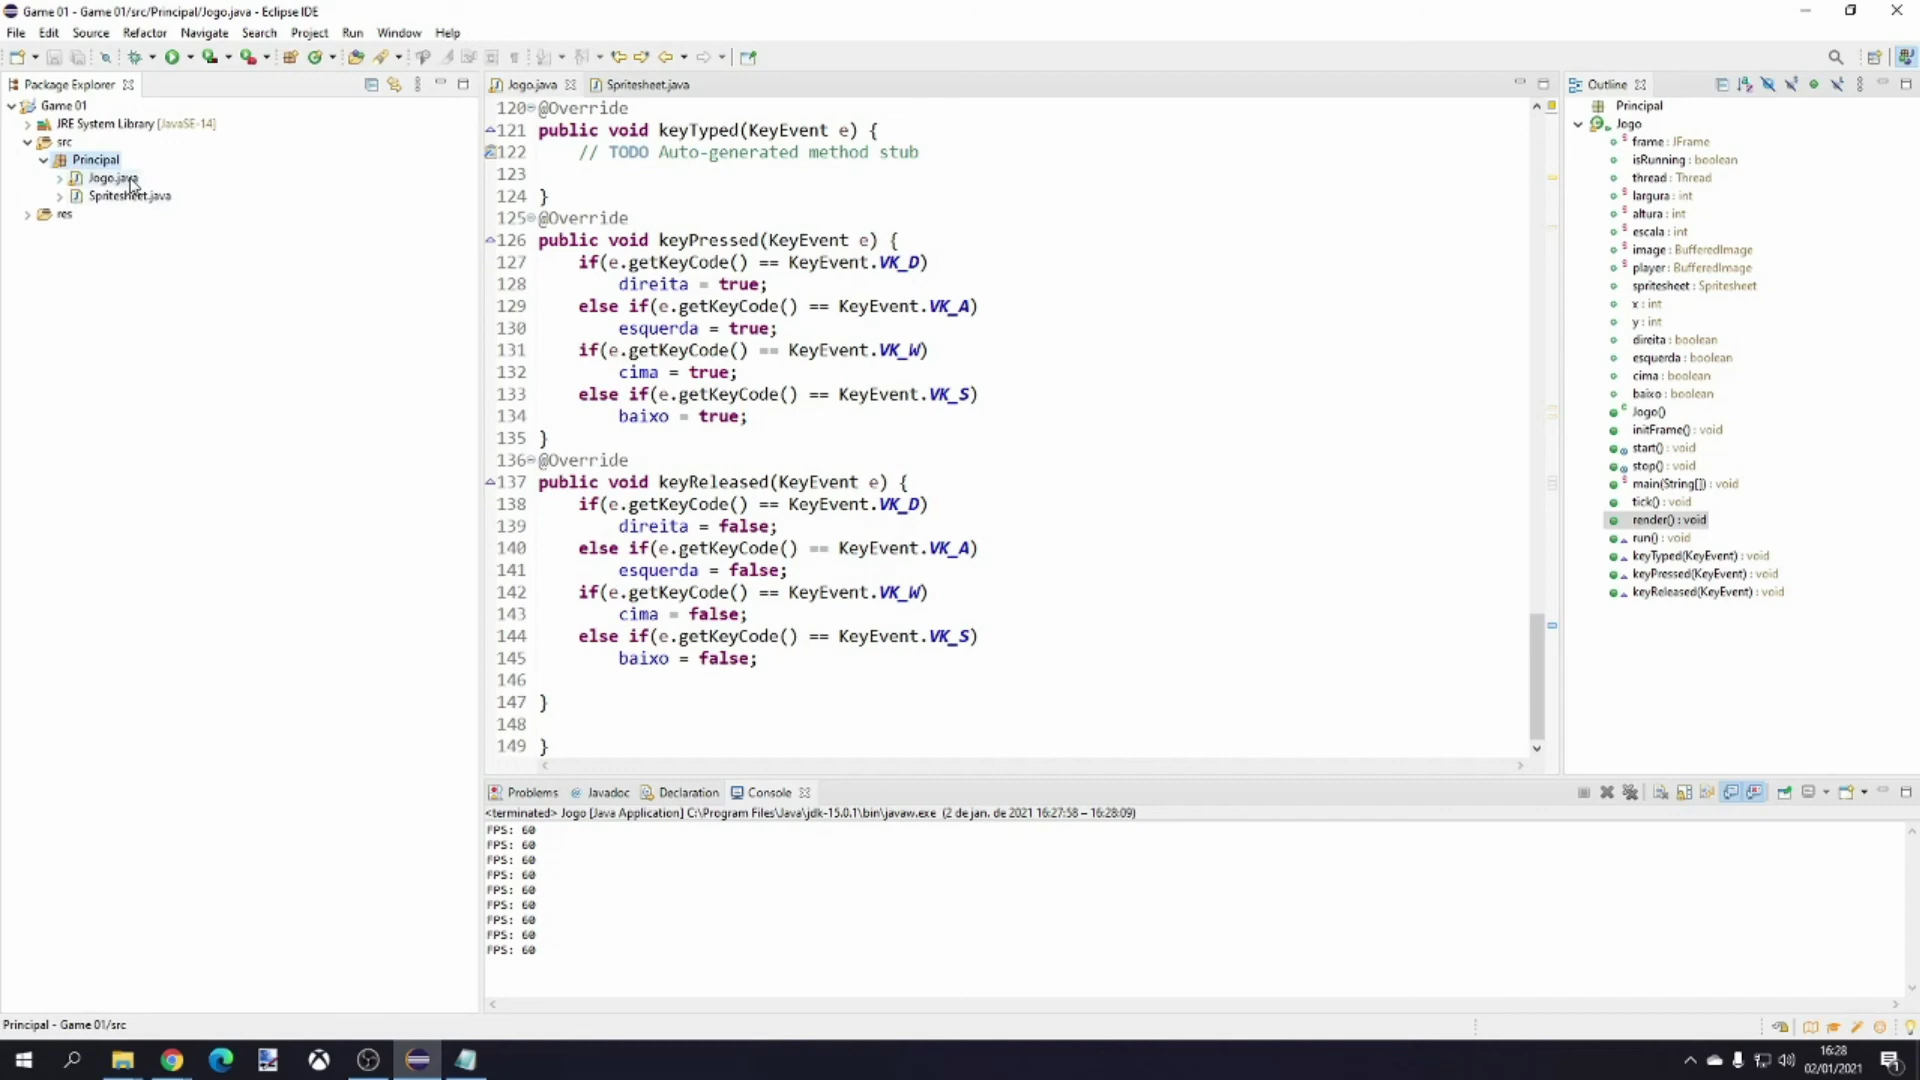 Game 01 - Game 01/src/Principal/Jogo.java - Eclipse IDE
File Edit Source Refactor Navigate Search Project Run Window Help
Package Explorer
Game 01
JRE System Library [JavaSE-14]
src
Principal
Jogo.java
Spritesheet.java
res
Jogo.java Spritesheet.java
120 @Override
121 public void keyTyped(KeyEvent e) {
122 // TODO Auto-generated method stub
123
124 }
125 @Override
126 public void keyPressed(KeyEvent e) {
127 if(e.getKeyCode() == KeyEvent.VK_D)
128 direita = true;
129 else if(e.getKeyCode() == KeyEvent.VK_A)
130 esquerda = true;
131 if(e.getKeyCode() == KeyEvent.VK_W)
132 cima = true;
133 else if(e.getKeyCode() == KeyEvent.VK_S)
134 baixo = true;
135 }
136 @Override
137 public void keyReleased(KeyEvent e) {
138 if(e.getKeyCode() == KeyEvent.VK_D)
139 direita = false;
140 else if(e.getKeyCode() == KeyEvent.VK_A)
141 esquerda = false;
142 if(e.getKeyCode() == KeyEvent.VK_W)
143 cima = false;
144 else if(e.getKeyCode() == KeyEvent.VK_S)
145 baixo = false;
146
147 }
148
149 }
Outline
Principal
Jogo
frame : JFrame
isRunning : boolean
thread : Thread
largura : int
altura : int
escala : int
image : BufferedImage
player : BufferedImage
spritesheet : Spritesheet
x : int
y : int
direita : boolean
esquerda : boolean
cima : boolean
baixo : boolean
Jogo()
initFrame() : void
start() : void
stop() : void
main(String[]) : void
tick() : void
render() : void
run() : void
keyTyped(KeyEvent) : void
keyPressed(KeyEvent) : void
keyReleased(KeyEvent) : void
Problems Javadoc Declaration Console
<terminated> Jogo [Java Application] C:\Program Files\Java\jdk-15.0.1\bin\javaw.exe (2 de jan. de 2021 16:27:58 – 16:28:09)
FPS: 60
FPS: 60
FPS: 60
FPS: 60
FPS: 60
FPS: 60
FPS: 60
FPS: 60
FPS: 60
Principal - Game 01/src
16:28
02/01/2021
1